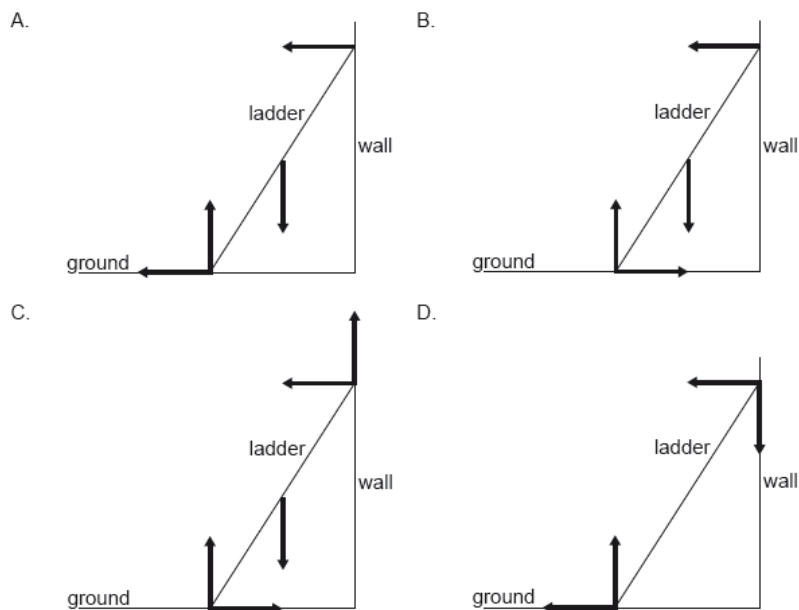 A.
B.
ladder
wall
ground
ladder
wall
ground
C.
D.
ladder
wall
ground
ladder
wall
ground